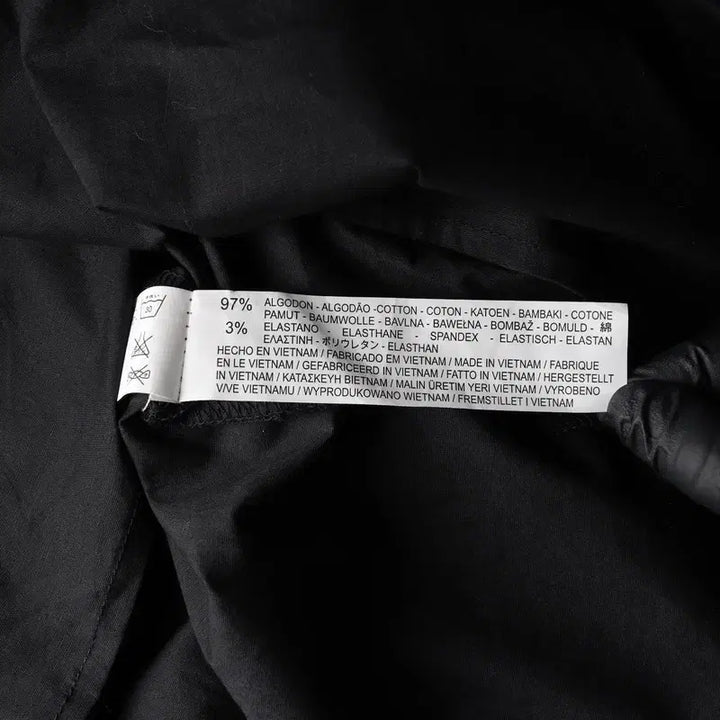 30
97% ALGODON - ALGODÃO -COTTON - COTON - KATOEN - BAMBAKI - COTONE
PAMUT - BAUMWOLLE - BAVLNA - BAWEŁNA - BOMBAŽ - BOMULD - 綿
3% ELASTANO - ELASTHANE - SPANDEX - ELASTISCH - ELASTAN
ΕΛΑΣΤΙΝΗ - ポリウレタン - ELASTHAN
HECHO EN VIETNAM / FABRICADO EM VIETNAM / MADE IN VIETNAM / FABRIQUE
EN LE VIETNAM / GEFABRICEERD IN VIETNAM / FATTO IN VIETNAM / HERGESTELLT
IN VIETNAM / ΚΑΤΑΣΚΕΥΗ ΒΙΕΤΝΑΜ / MALIN ÜRETIM YERI VIETNAM / VYROBENO
V/VE VIETNAMU / WYPRODUKOWANO WIETNAM / FREMSTILLET I VIETNAM